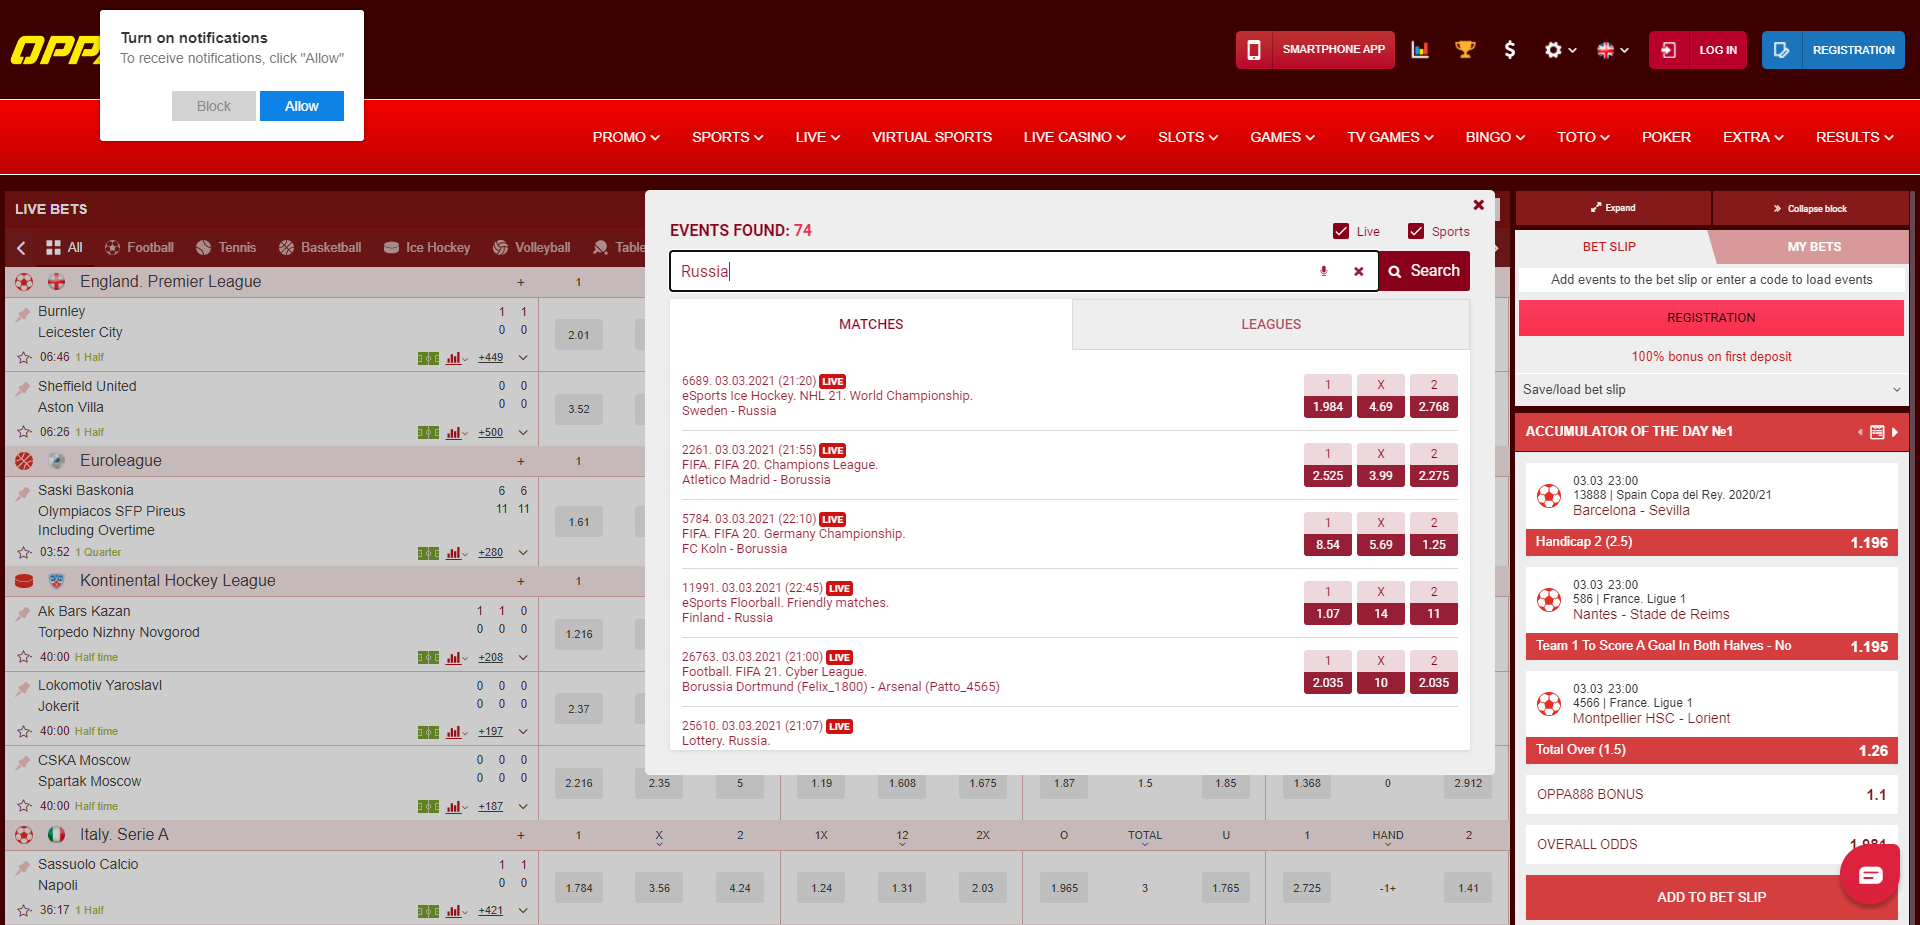 Turn on notifications
To receive notifications, click "Allow"
Block
Allow
SMARTPHONE APP
LOG IN
REGISTRATION
PROMO
SPORTS
LIVE
VIRTUAL SPORTS
LIVE CASINO
SLOTS
GAMES
TV GAMES
BINGO
TOTO
POKER
EXTRA
RESULTS
LIVE BETS
All
Football
Tennis
Basketball
Ice Hockey
Volleyball
England. Premier League
+
1
Burnley
1 1
Leicester City
0 0
2.01
06:46 1 Half
+449
Sheffield United
0 0
Aston Villa
0 0
3.52
06:26 1 Half
+500
Euroleague
+
1
Saski Baskonia
6 6
Olympiacos SFP Pireus
11 11
Including Overtime
1.61
03:52 1 Quarter
+280
Kontinental Hockey League
+
1
Ak Bars Kazan
1 1 0
Torpedo Nizhny Novgorod
0 0 0
1.216
40:00 Half time
+208
Lokomotiv Yaroslavl
0 0 0
Jokerit
0 0 0
2.37
40:00 Half time
+197
CSKA Moscow
0 0 0
Spartak Moscow
0 0 0
2.216 2.35 5 1.19 1.608 1.675 1.87 1.5 1.85 1.368 0 2.912
40:00 Half time
+187
Italy. Serie A
+
1 X 2 1X 12 2X O TOTAL U 1 HAND 2
Sassuolo Calcio
1 1
Napoli
0 0
1.784 3.56 4.24 1.24 1.31 2.03 1.965 3 1.765 2.725 -1+ 1.41
36:17 1 Half
+421
EVENTS FOUND: 74
Live
Sports
Russia
Search
MATCHES
LEAGUES
6689. 03.03.2021 (21:20) LIVE
eSports Ice Hockey. NHL 21. World Championship.
Sweden - Russia
1 X 2
1.984 4.69 2.768
2261. 03.03.2021 (21:55) LIVE
FIFA. FIFA 20. Champions League.
Atletico Madrid - Borussia
1 X 2
2.525 3.99 2.275
5784. 03.03.2021 (22:10) LIVE
FIFA. FIFA 20. Germany Championship.
FC Koln - Borussia
1 X 2
8.54 5.69 1.25
11991. 03.03.2021 (22:45) LIVE
eSports Floorball. Friendly matches.
Finland - Russia
1 X 2
1.07 14 11
26763. 03.03.2021 (21:00) LIVE
Football. FIFA 21. Cyber League.
Borussia Dortmund (Felix_1800) - Arsenal (Patto_4565)
1 X 2
2.035 10 2.035
25610. 03.03.2021 (21:07) LIVE
Lottery. Russia.
Expand
Collapse block
BET SLIP
MY BETS
Add events to the bet slip or enter a code to load events
REGISTRATION
100% bonus on first deposit
Save/load bet slip
ACCUMULATOR OF THE DAY №1
03.03 23:00
13888 | Spain Copa del Rey. 2020/21
Barcelona - Sevilla
Handicap 2 (2.5)
1.196
03.03 23:00
586 | France. Ligue 1
Nantes - Stade de Reims
Team 1 To Score A Goal In Both Halves - No
1.195
03.03 23:00
4566 | France. Ligue 1
Montpellier HSC - Lorient
Total Over (1.5)
1.26
OPPA888 BONUS
1.1
OVERALL ODDS
ADD TO BET SLIP